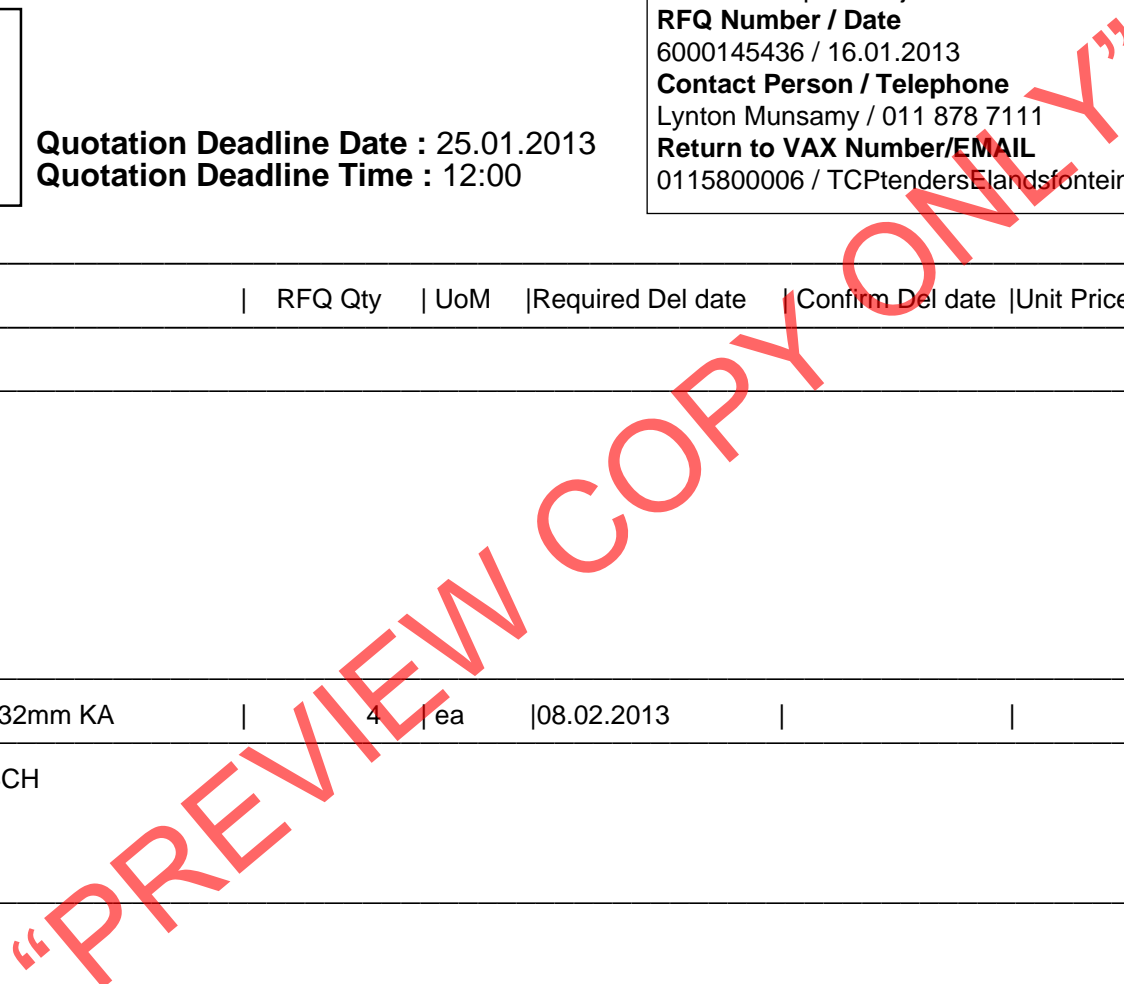 RFQ Number / Date
6000145436 / 16.01.2013
Contact Person / Telephone
Lynton Munsamy / 011 878 7111
Quotation Deadline Date : 25.01.2013
Return to VAX Number/EMAIL
Quotation Deadline Time : 12:00
0115800006 / TCPtendersElandsfontein
| RFQ Qty | UoM |Required Del date | Confirm Del date |Unit Price
32mm KA | 4 | ea |08.02.2013 | |
CH
“PREVIEW COPY ONLY”